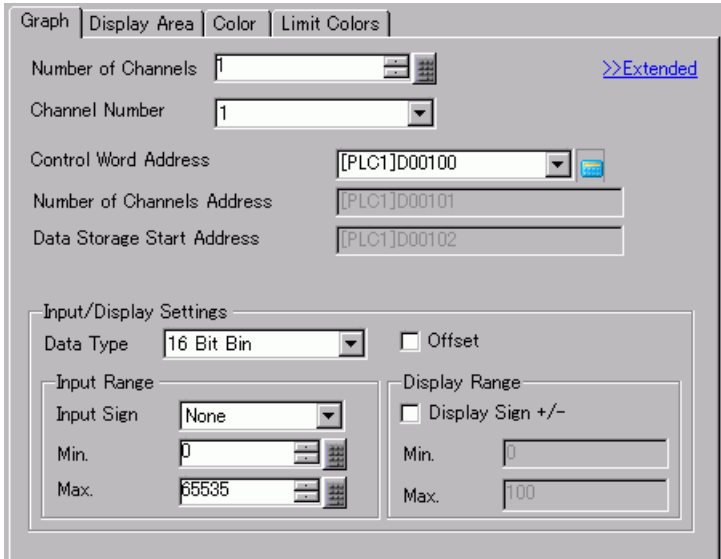 Graph Display Area Color Limit Colors
Number of Channels 1 >>Extended
Channel Number 1
Control Word Address [PLC1]D00100
Number of Channels Address [PLC1]D00101
Data Storage Start Address [PLC1]D00102
Input/Display Settings
Data Type 16 Bit Bin Offset
Input Range Display Range
Input Sign None Display Sign +/-
Min. 0 Min. 0
Max. 65535 Max. 100